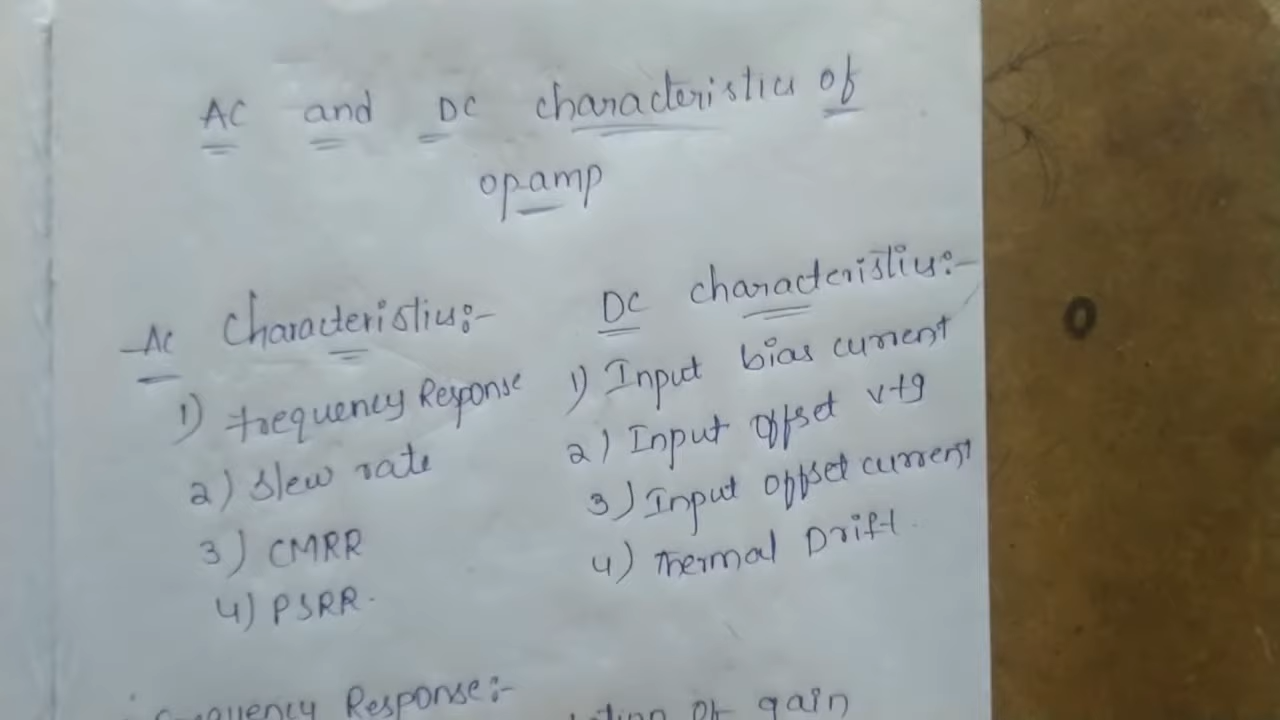 AC and DC characteristics of
opamp
AC Characteristics:-
1) frequency Response
2) slew rate
3) CMRR
4) PSRR.
DC characteristics:-
1) Input bias current
2) Input offset vtg
3) Input offset current
4) Thermal Drift.
frequency Response:-
of gain